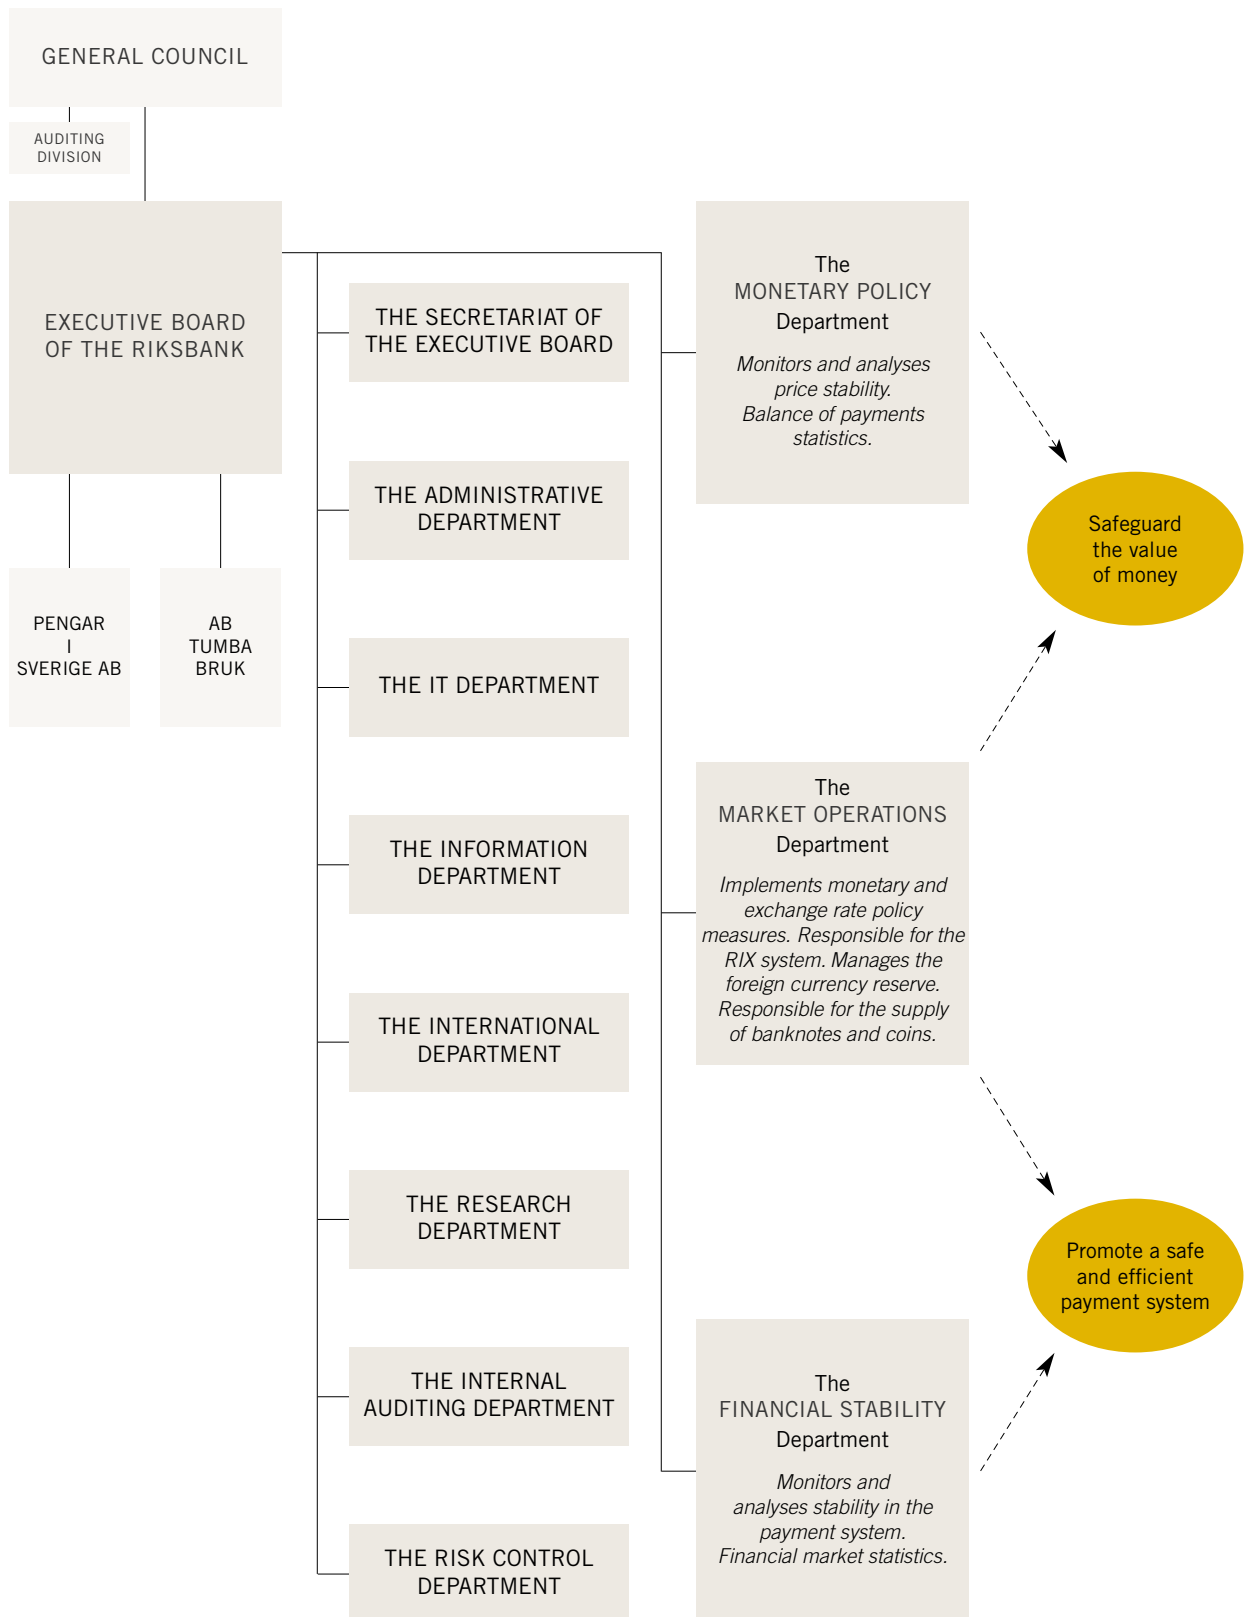 GENERAL COUNCIL
AUDITING
DIVISION
EXECUTIVE BOARD
OF THE RIKSBANK
PENGAR
I
SVERIGE AB
AB
TUMBA
BRUK
THE SECRETARIAT OF
THE EXECUTIVE BOARD
THE ADMINISTRATIVE
DEPARTMENT
THE IT DEPARTMENT
THE INFORMATION
DEPARTMENT
THE INTERNATIONAL
DEPARTMENT
THE RESEARCH
DEPARTMENT
THE INTERNAL
AUDITING DEPARTMENT
THE RISK CONTROL
DEPARTMENT
The
MONETARY POLICY
Department
Monitors and analyses
price stability.
Balance of payments
statistics.
The
MARKET OPERATIONS
Department
Implements monetary and
exchange rate policy
measures. Responsible for the
RIX system. Manages the
foreign currency reserve.
Responsible for the supply
of banknotes and coins.
The
FINANCIAL STABILITY
Department
Monitors and
analyses stability in the
payment system.
Financial market statistics.
Safeguard
the value
of money
Promote a safe
and efficient
payment system